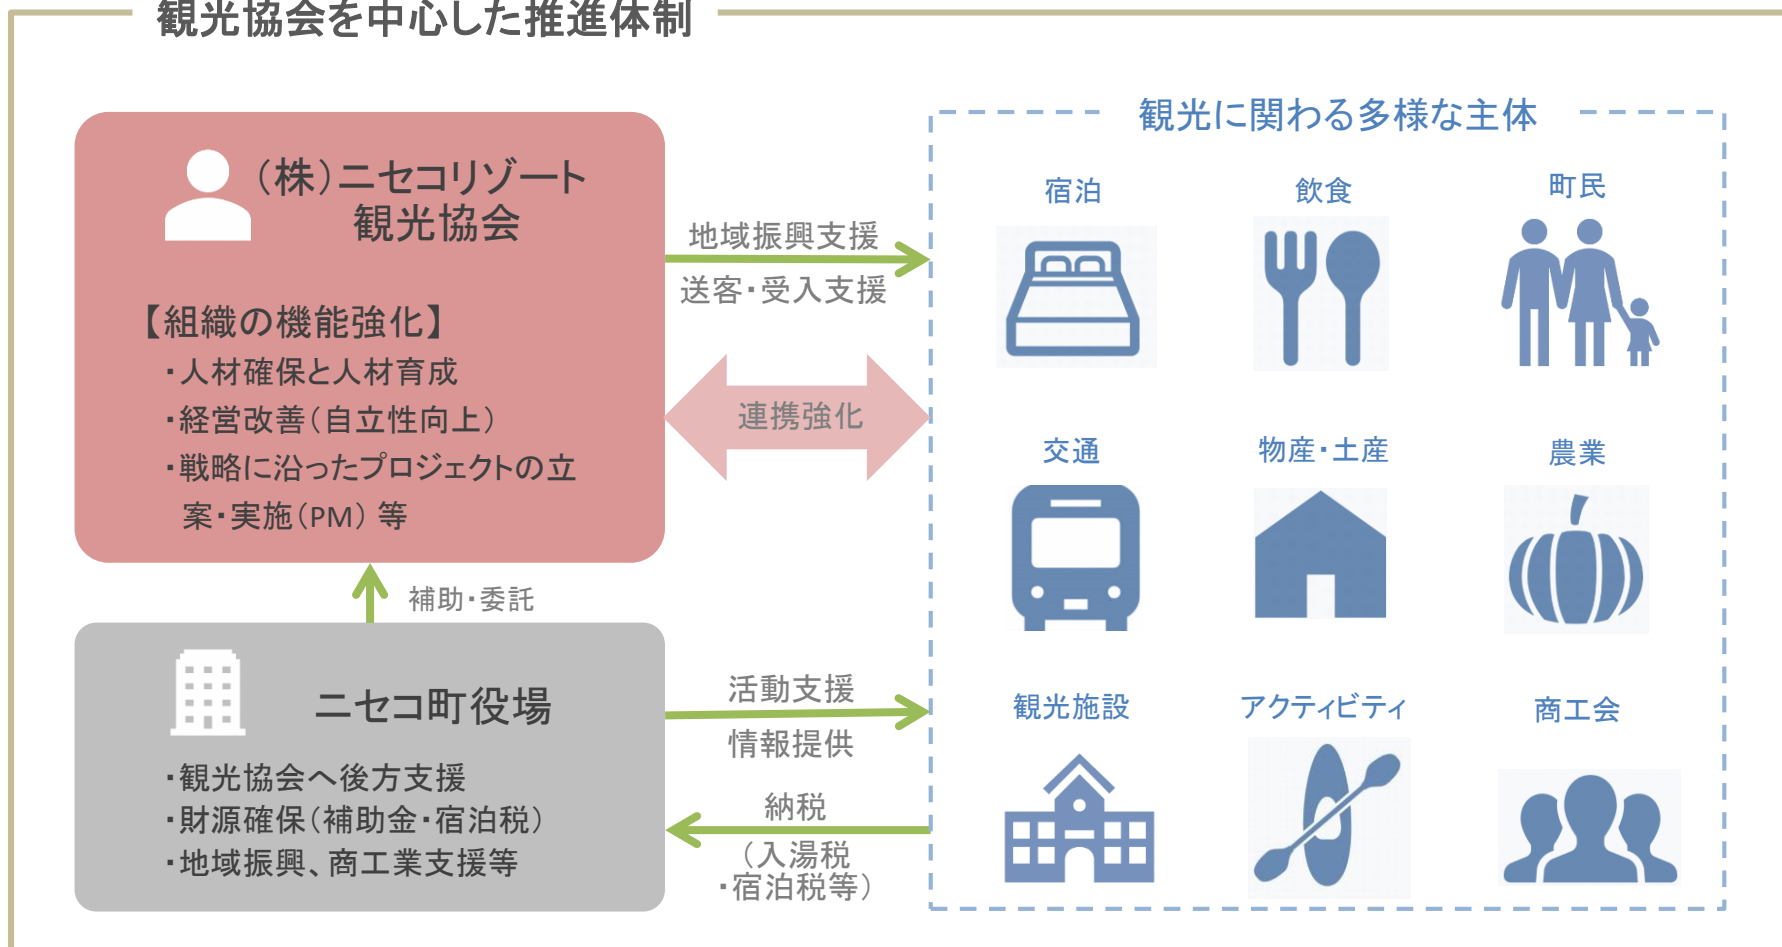 観光協会を中心した推進体制
（株）ニセコリゾート
観光協会
【組織の機能強化】
・人材確保と人材育成
・経営改善（自立性向上）
・戦略に沿ったプロジェクトの立
案・実施（PM）等
補助・委託
ニセコ町役場
・観光協会へ後方支援
・財源確保（補助金・宿泊税）
・地域振興、商工業支援等
地域振興支援
送客・受入支援
連携強化
活動支援
情報提供
納税
（入湯税
・宿泊税等）
観光に関わる多様な主体
宿泊
飲食
町民
交通
物産・土産
農業
観光施設
アクティビティ
商工会